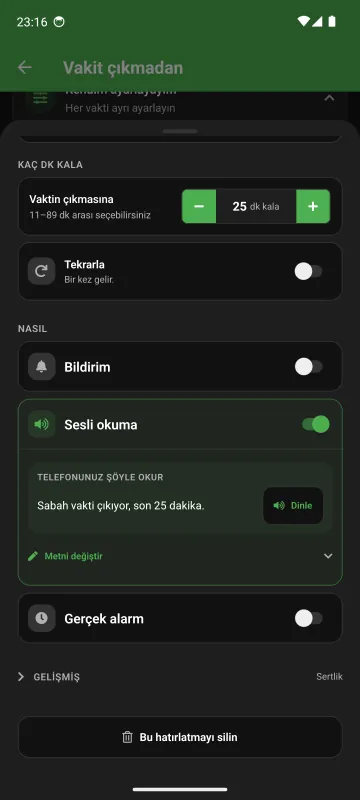 23:16
Vakit çıkmadan
Kendim ayarlayayım
Her vakti ayrı ayarlayın
KAÇ DK KALA
Vaktin çıkmasına
11–89 dk arası seçebilirsiniz
− 25 dk kala +
Tekrarla
Bir kez gelir.
NASIL
Bildirim
Sesli okuma
TELEFONUNUZ ŞÖYLE OKUR
Sabah vakti çıkıyor, son 25 dakika.
Dinle
Metni değiştir
Gerçek alarm
GELİŞMİŞ
Sertlik
Bu hatırlatmayı silin